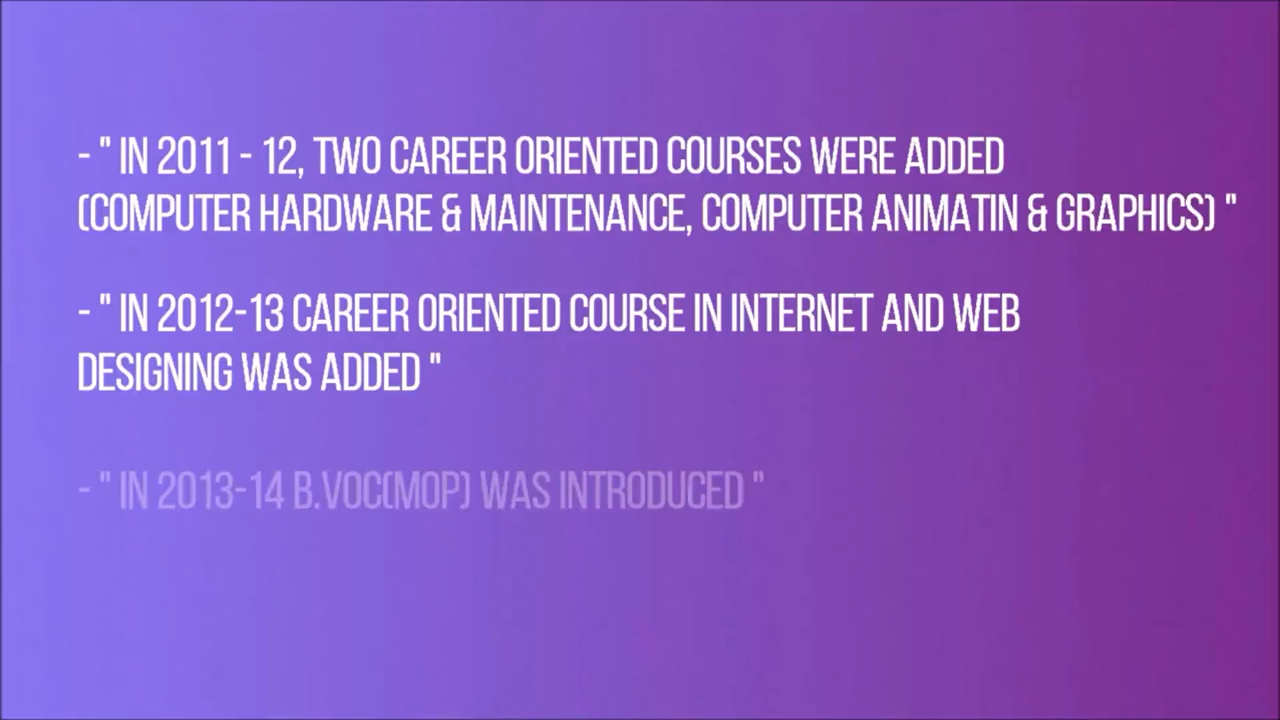 - " IN 2011 - 12, TWO CAREER ORIENTED COURSES WERE ADDED
(COMPUTER HARDWARE & MAINTENANCE, COMPUTER ANIMATIN & GRAPHICS) "
- " IN 2012-13 CAREER ORIENTED COURSE IN INTERNET AND WEB
DESIGNING WAS ADDED "
- " IN 2013-14 B.VOC(MOP) WAS INTRODUCED "